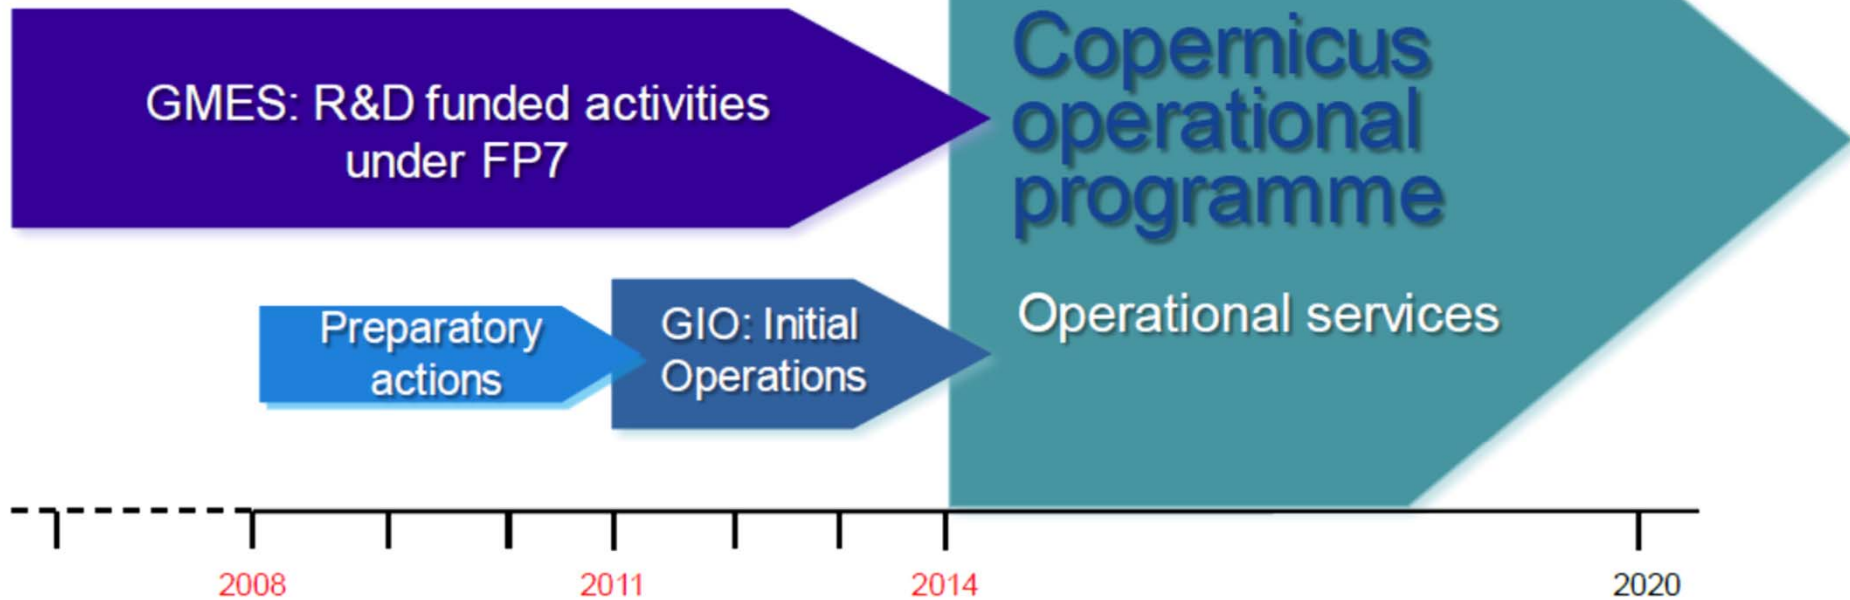 GMES: R&D funded activities
under FP7
Copernicus
operational
programme
Operational services
Preparatory
actions
GIO: Initial
Operations
2008
2011
2014
2020